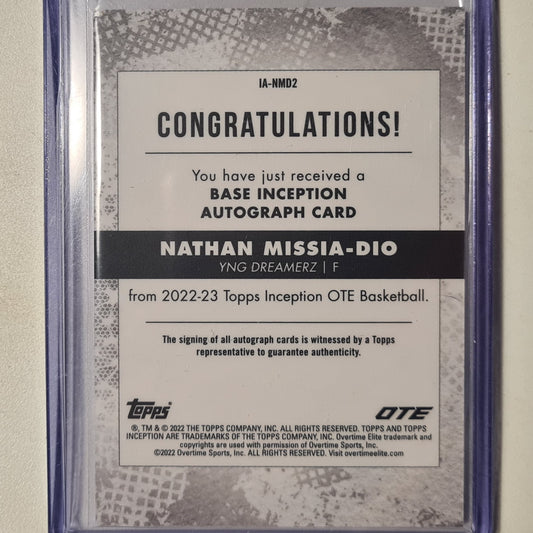 IA-NMD2
CONGRATULATIONS!
You have just received a
BASE INCEPTION
AUTOGRAPH CARD
NATHAN MISSIA-DIO
YNG DREAMERZ | F
from 2022-23 Topps Inception OTE Basketball.
The signing of all autograph cards is witnessed by a Topps
representative to guarantee authenticity.
topps OTE
®, TM & © 2022 THE TOPPS COMPANY, INC. ALL RIGHTS RESERVED. TOPPS AND TOPPS
INCEPTION ARE TRADEMARKS OF THE TOPPS COMPANY, INC. Overtime Elite trademark and
copyrights are used with permission of Overtime Sports, Inc.
©2022 Overtime Sports, Inc. ALL RIGHTS RESERVED. Visit overtimeelite.com